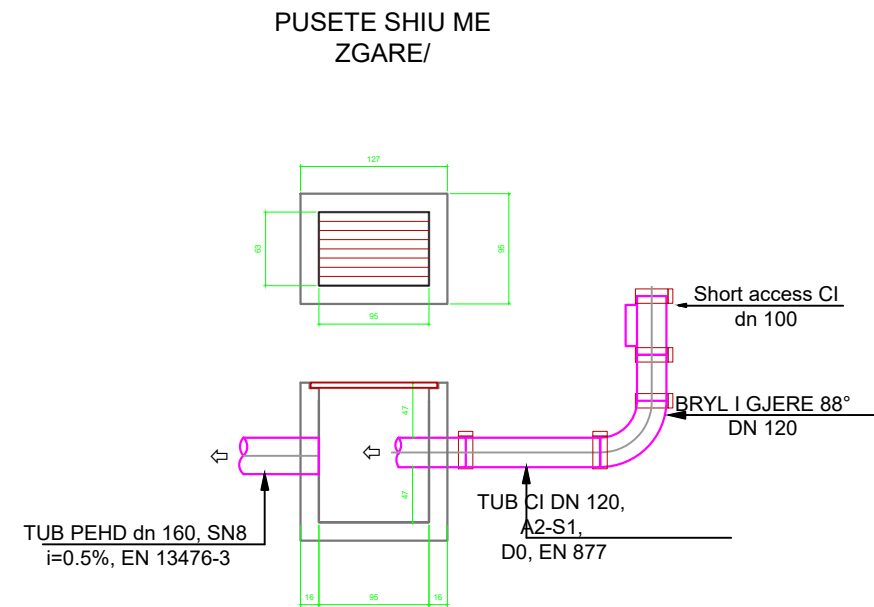 PUSETE SHIU ME
ZGARE/
127
63
95
95
Short access CI
dn 100
BRYL I GJERE 88°
DN 120
47
47
TUB CI DN 120,
A2-S1,
D0, EN 877
TUB PEHD dn 160, SN8
i=0.5%, EN 13476-3
16
95
16